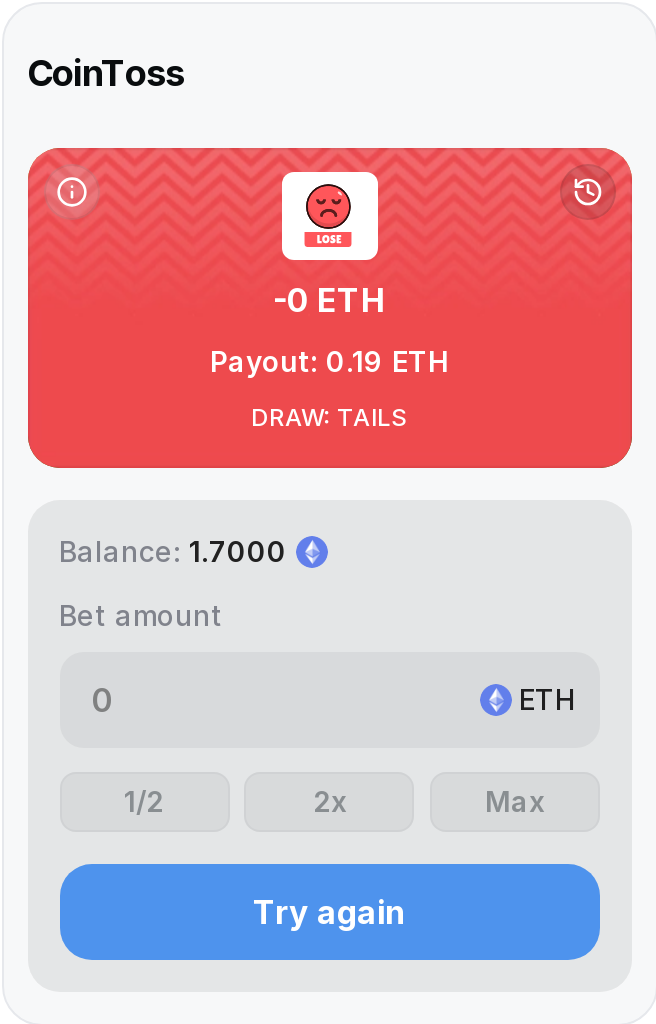 CoinToss
LOSE
-0 ETH
Payout: 0.19 ETH
DRAW: TAILS
Balance: 1.7000
Bet amount
0 ETH
1/2 2x Max
Try again